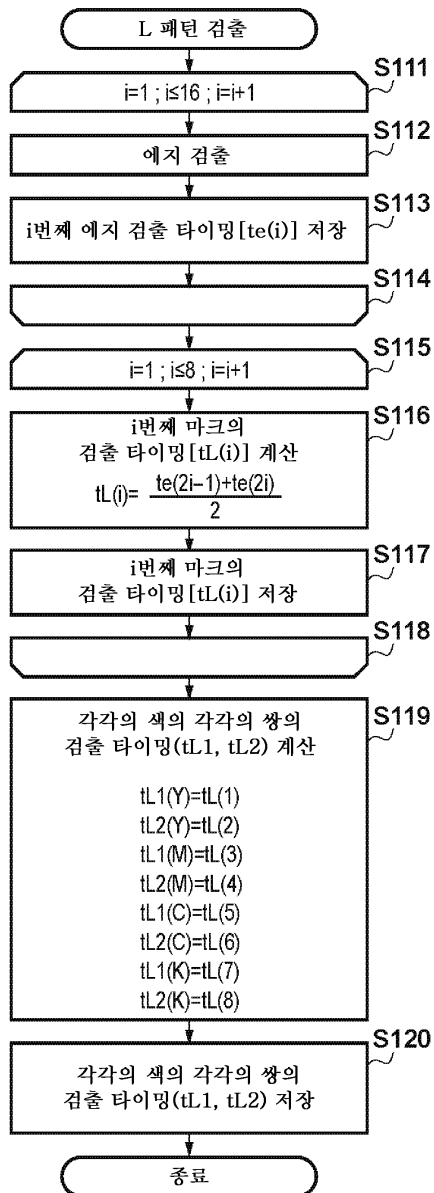 L 패턴 검출
S111
i=1 ; i≤16 ; i=i+1
S112
에지 검출
S113
i번째 에지 검출 타이밍[te(i)] 저장
S114
S115
i=1 ; i≤8 ; i=i+1
S116
i번째 마크의
검출 타이밍[tL(i)] 계산
tL(i)= te(2i–1)+te(2i)
2
S117
i번째 마크의
검출 타이밍[tL(i)] 저장
S118
S119
각각의 색의 각각의 쌍의
검출 타이밍(tL1, tL2) 계산
tL1(Y)=tL(1)
tL2(Y)=tL(2)
tL1(M)=tL(3)
tL2(M)=tL(4)
tL1(C)=tL(5)
tL2(C)=tL(6)
tL1(K)=tL(7)
tL2(K)=tL(8)
S120
각각의 색의 각각의 쌍의
검출 타이밍(tL1, tL2) 저장
종료